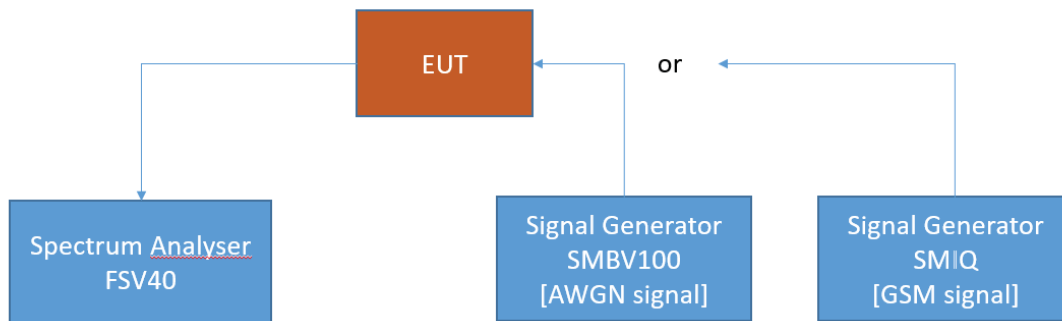 EUT
or
Spectrum Analyser
FSV40
Signal Generator
SMBV100
[AWGN signal]
Signal Generator
SMIQ
[GSM signal]